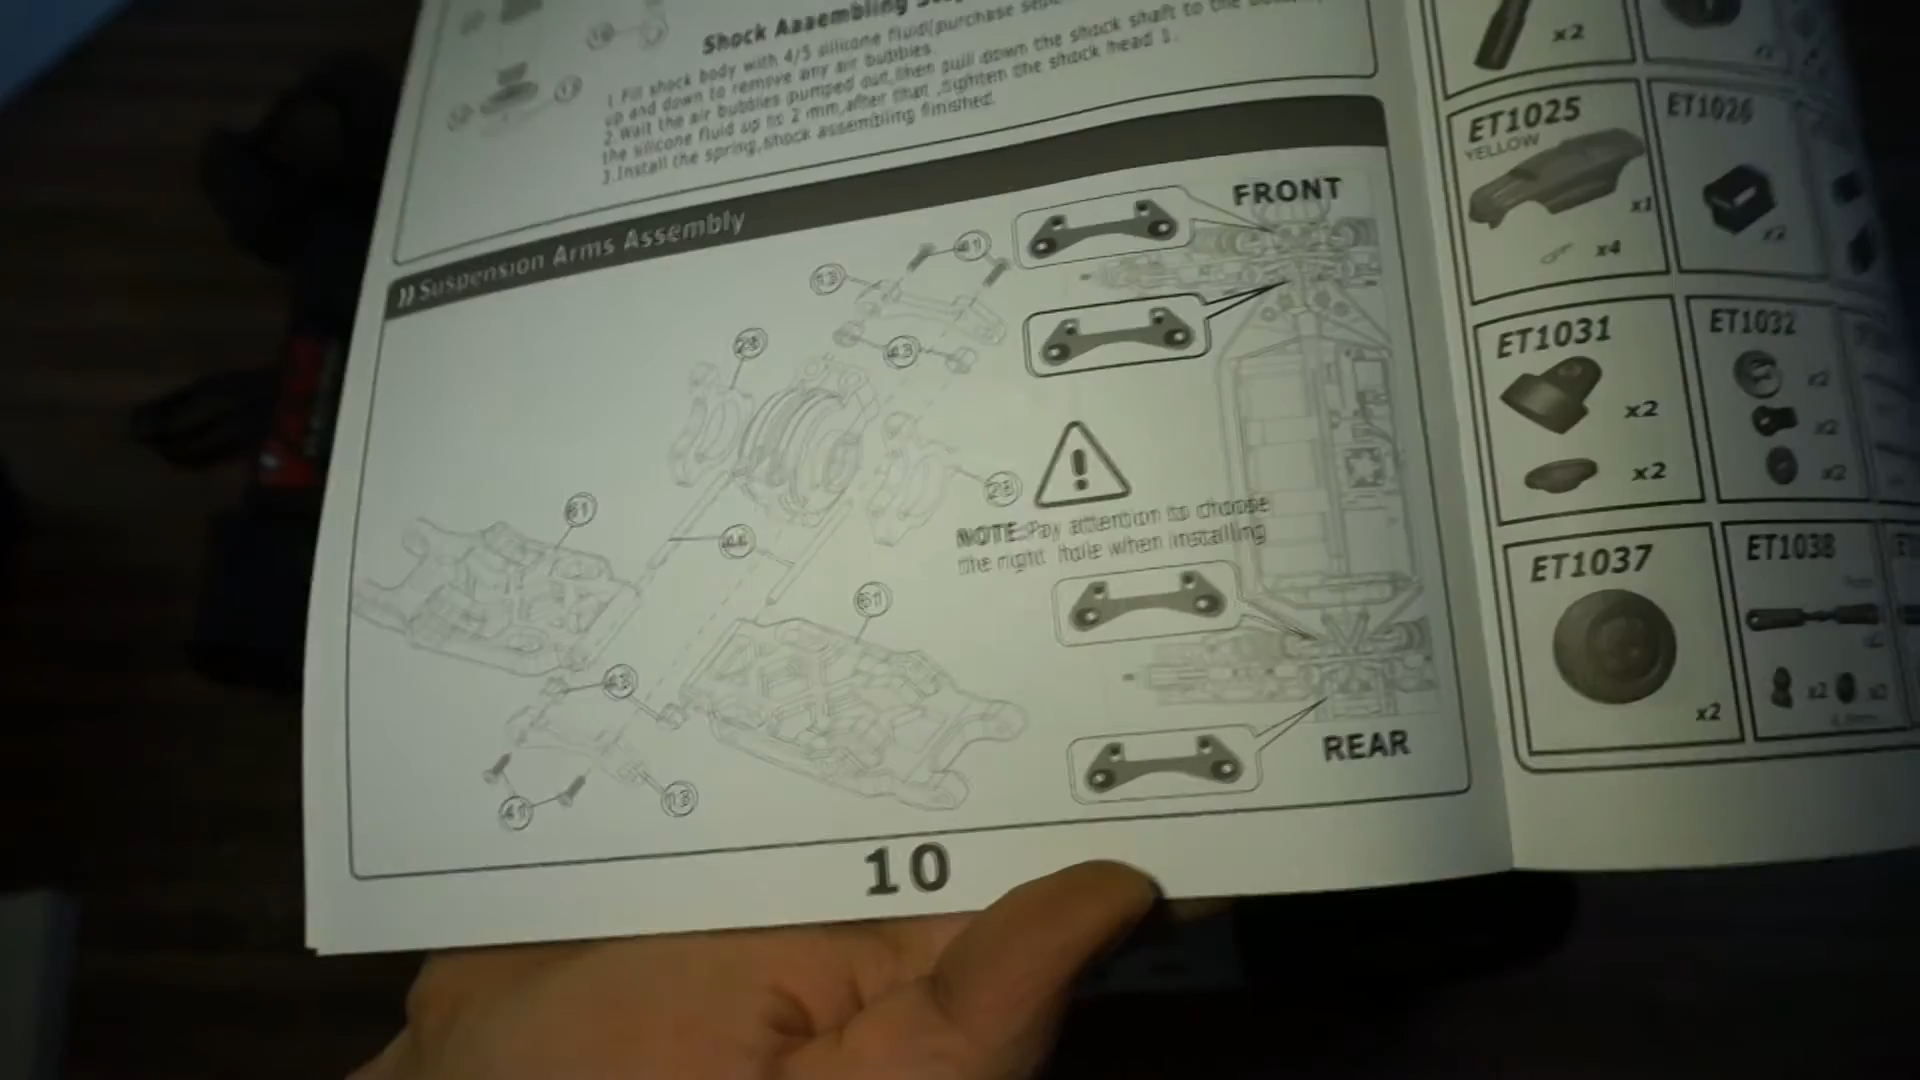 Shock Assembling
1.Fill shock body with 4/5 silicone fluid(purchase
up and down to remove any air bubbles.
2.Wait the air bubbles pumped out,then pull down the shock shaft to the
the silicone fluid up to 2 mm,after that ,tighten the shock head 1.
3.Install the spring,shock assembling finished.
Suspension Arms Assembly
FRONT
41
13
43
28
28
61
44
61
NOTE:Pay attention to choose
the right hole when installing
43
41
13
REAR
10
x2
ET1025
YELLOW
x1
x4
ET1026
x2
ET1031
x2
x2
ET1032
x2
x2
x2
ET1037
x2
ET1038
x2